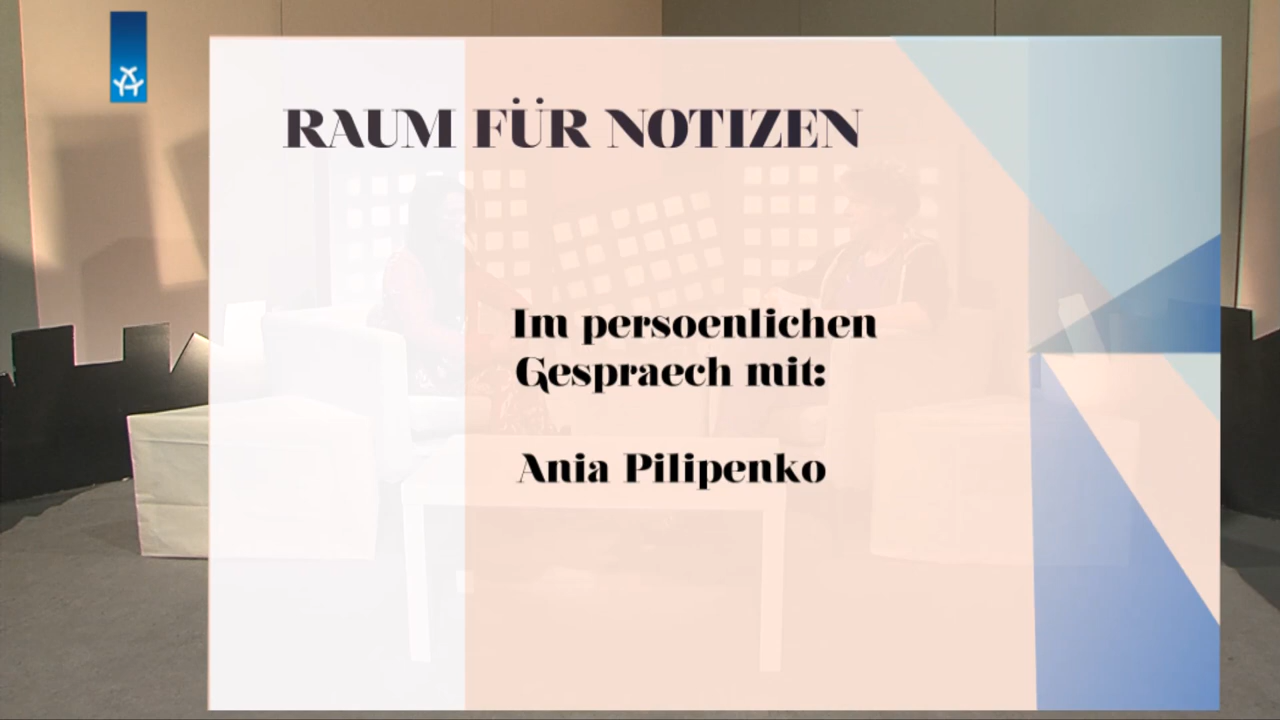 RAUM FÜR NOTIZEN
Im persoenlichen
Gespraech mit:
Ania Pilipenko